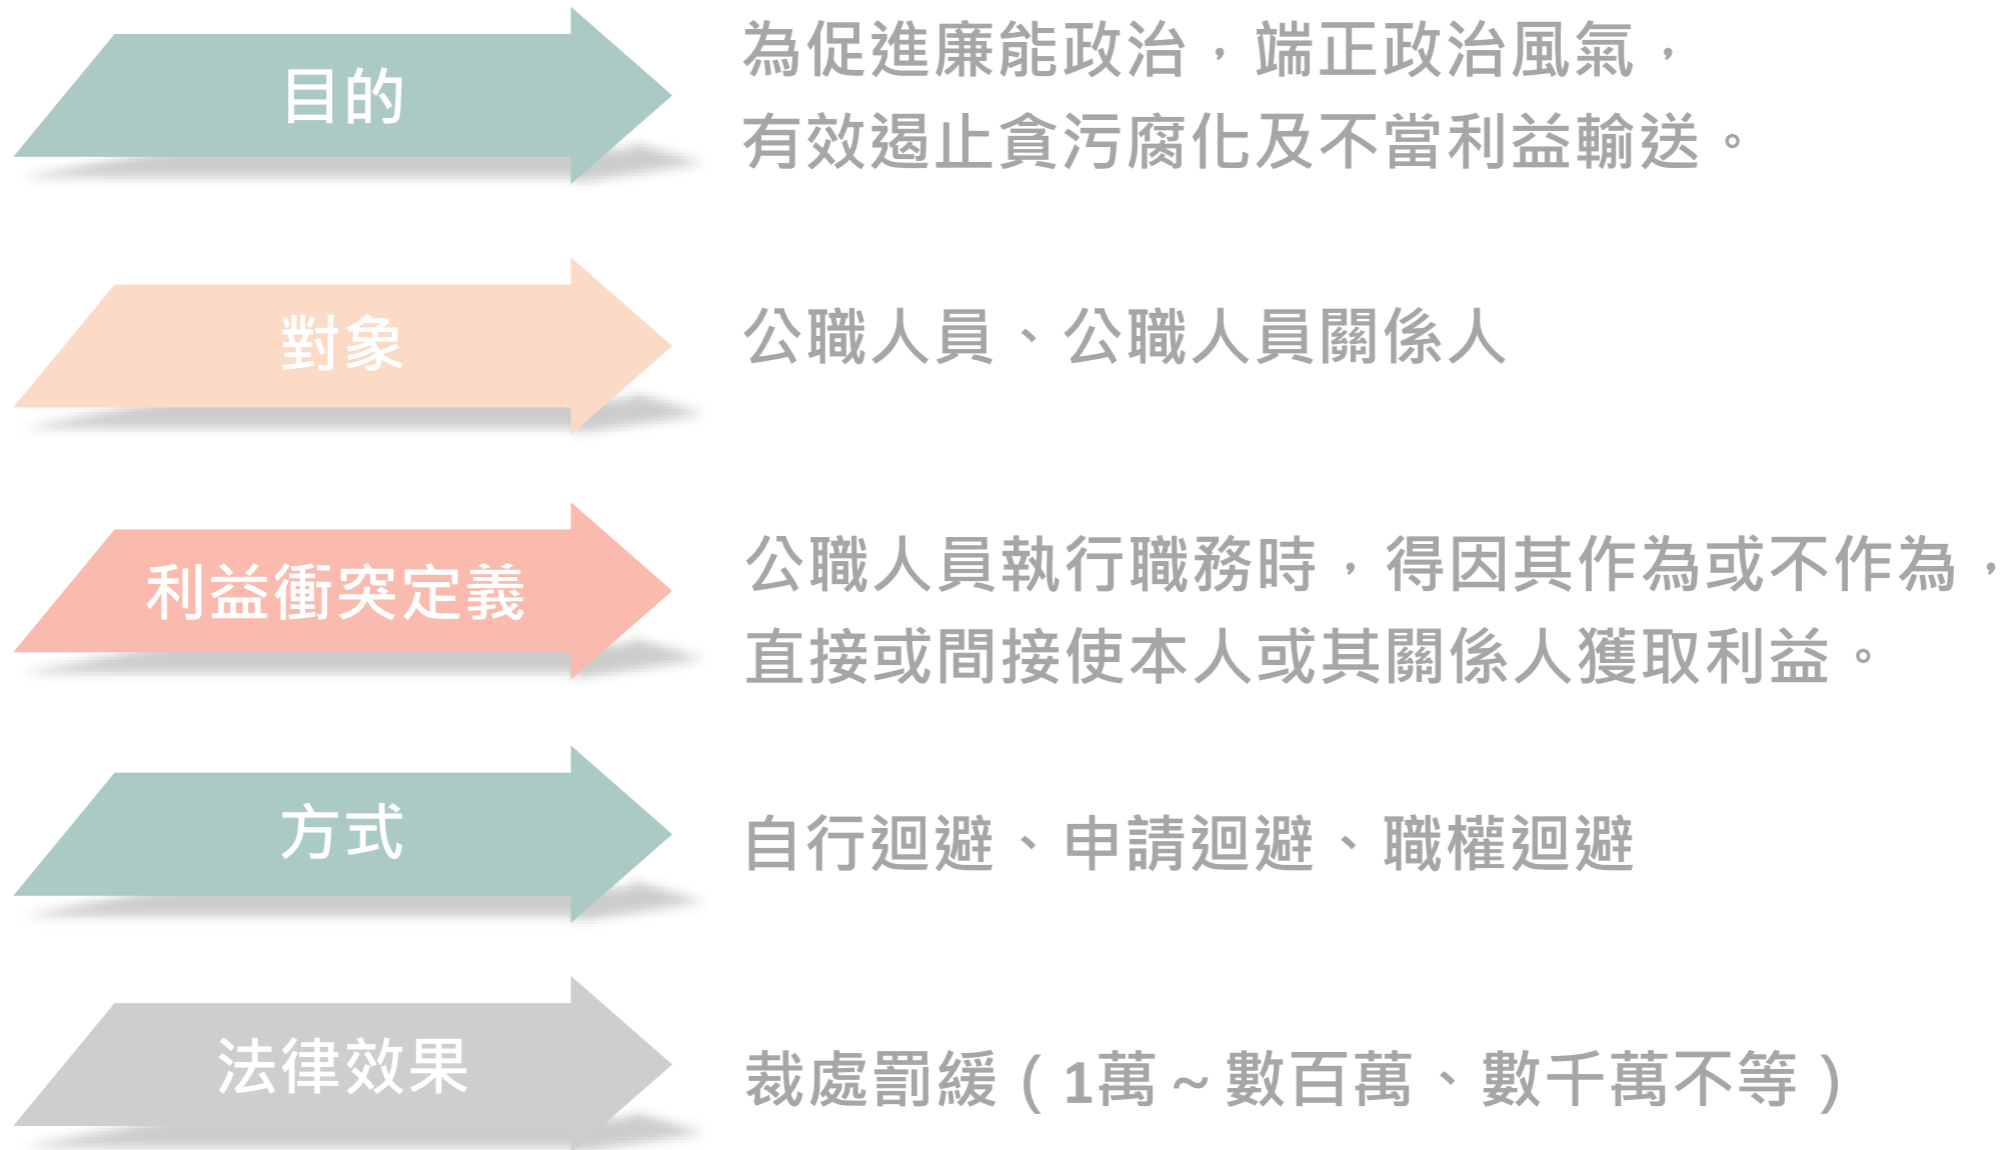 目的
為促進廉能政治，端正政治風氣，
有效遏止貪污腐化及不當利益輸送。
對象
公職人員、公職人員關係人
利益衝突定義
公職人員執行職務時，得因其作為或不作為，
直接或間接使本人或其關係人獲取利益。
方式
自行迴避、申請迴避、職權迴避
法律效果
裁處罰緩（1萬～數百萬、數千萬不等）